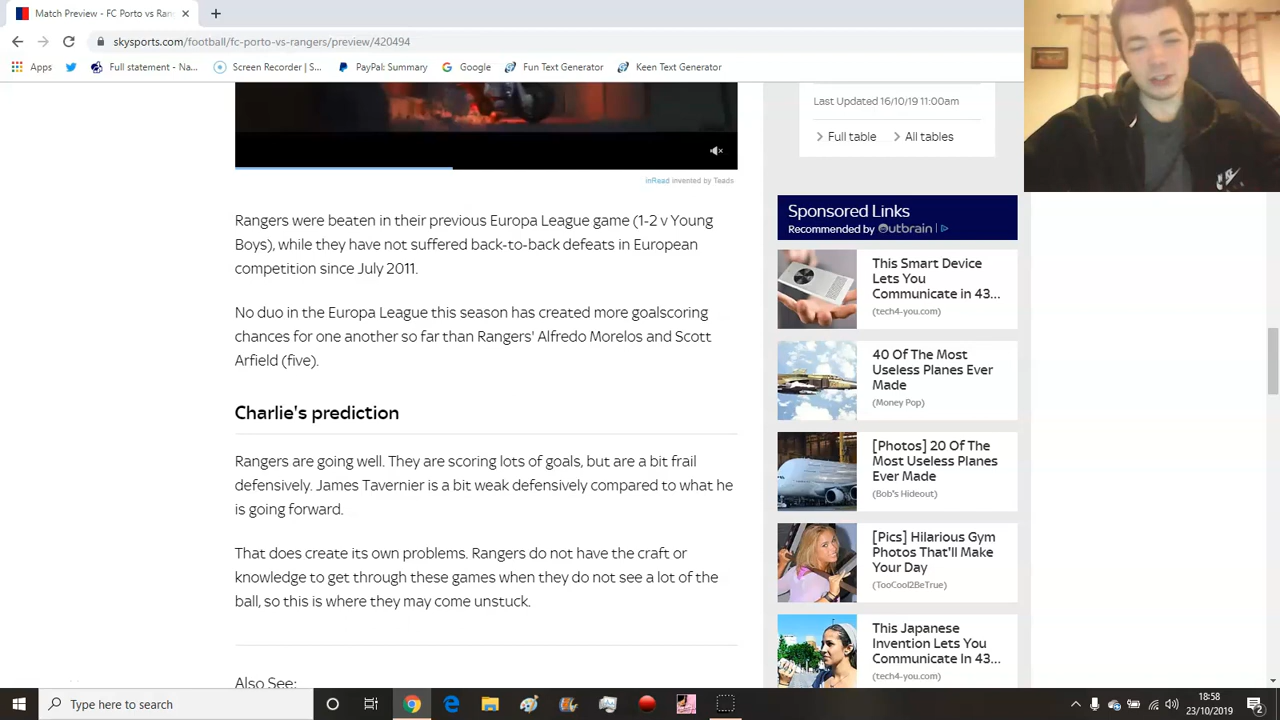 Match Preview - FC Porto vs Ran
skysports.com/football/fc-porto-vs-rangers/preview/420494
Apps
Full statement - Na...
Screen Recorder | S...
PayPal: Summary
Google
Fun Text Generator
Keen Text Generator
Last Updated 16/10/19 11:00am
Full table
All tables
inRead invented by Teads
Rangers were beaten in their previous Europa League game (1-2 v Young
Boys), while they have not suffered back-to-back defeats in European
competition since July 2011.
No duo in the Europa League this season has created more goalscoring
chances for one another so far than Rangers' Alfredo Morelos and Scott
Arfield (five).
Charlie's prediction
Rangers are going well. They are scoring lots of goals, but are a bit frail
defensively. James Tavernier is a bit weak defensively compared to what he
is going forward.
That does create its own problems. Rangers do not have the craft or
knowledge to get through these games when they do not see a lot of the
ball, so this is where they may come unstuck.
Also See:
Sponsored Links
Recommended by Outbrain
This Smart Device
Lets You
Communicate in 43...
(tech4-you.com)
40 Of The Most
Useless Planes Ever
Made
(Money Pop)
[Photos] 20 Of The
Most Useless Planes
Ever Made
(Bob's Hideout)
[Pics] Hilarious Gym
Photos That'll Make
Your Day
(TooCool2BeTrue)
This Japanese
Invention Lets You
Communicate In 43...
(tech4-you.com)
Type here to search
18:58
23/10/2019
2